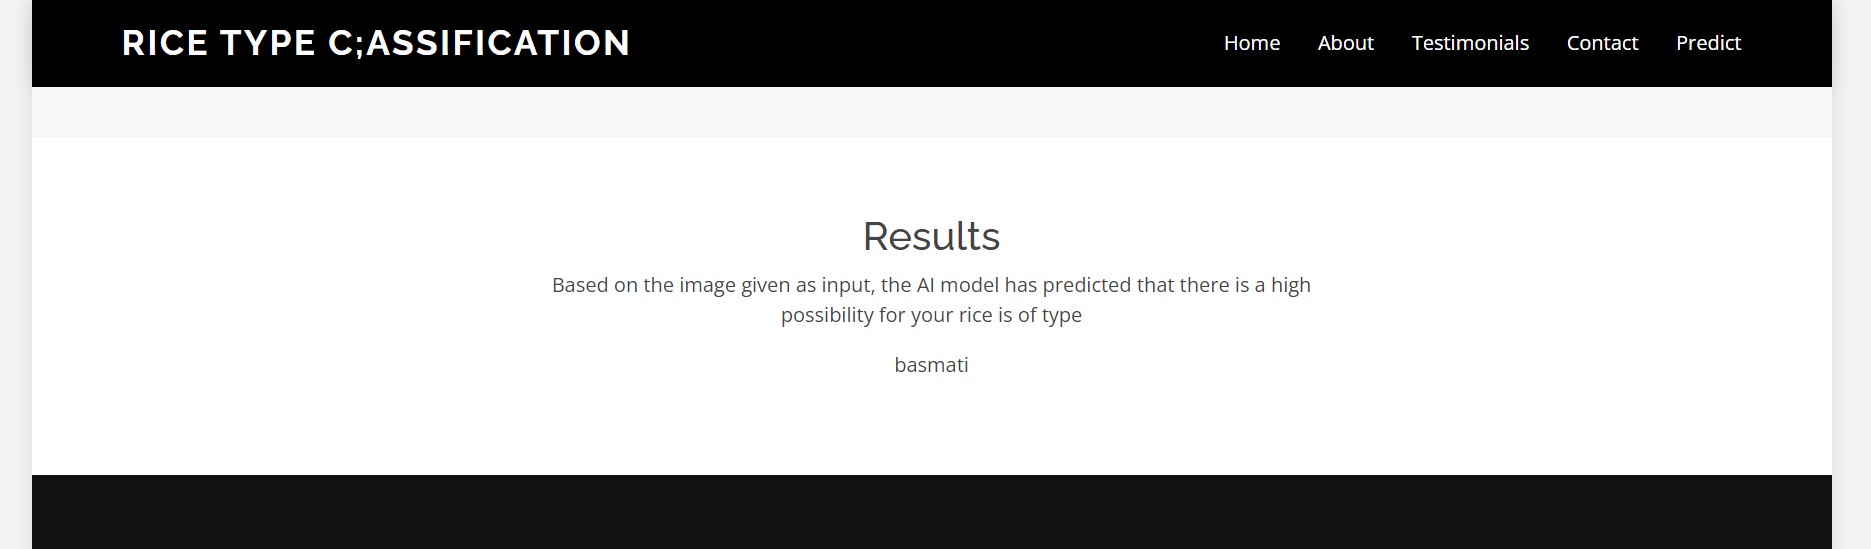 RICE TYPE C;ASSIFICATION
Home About Testimonials Contact Predict
Results
Based on the image given as input, the AI model has predicted that there is a high
possibility for your rice is of type
basmati